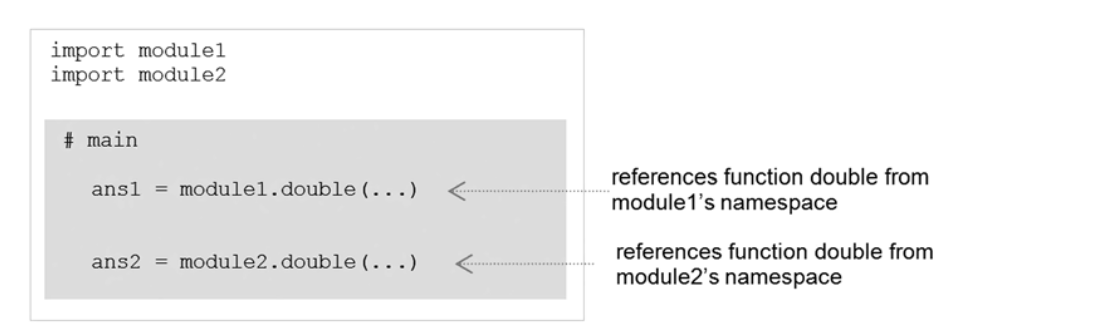 import module1
import module2
# main
ans1 = module1.double(...)
references function double from
module1's namespace
ans2 = module2.double(...)
references function double from
module2's namespace